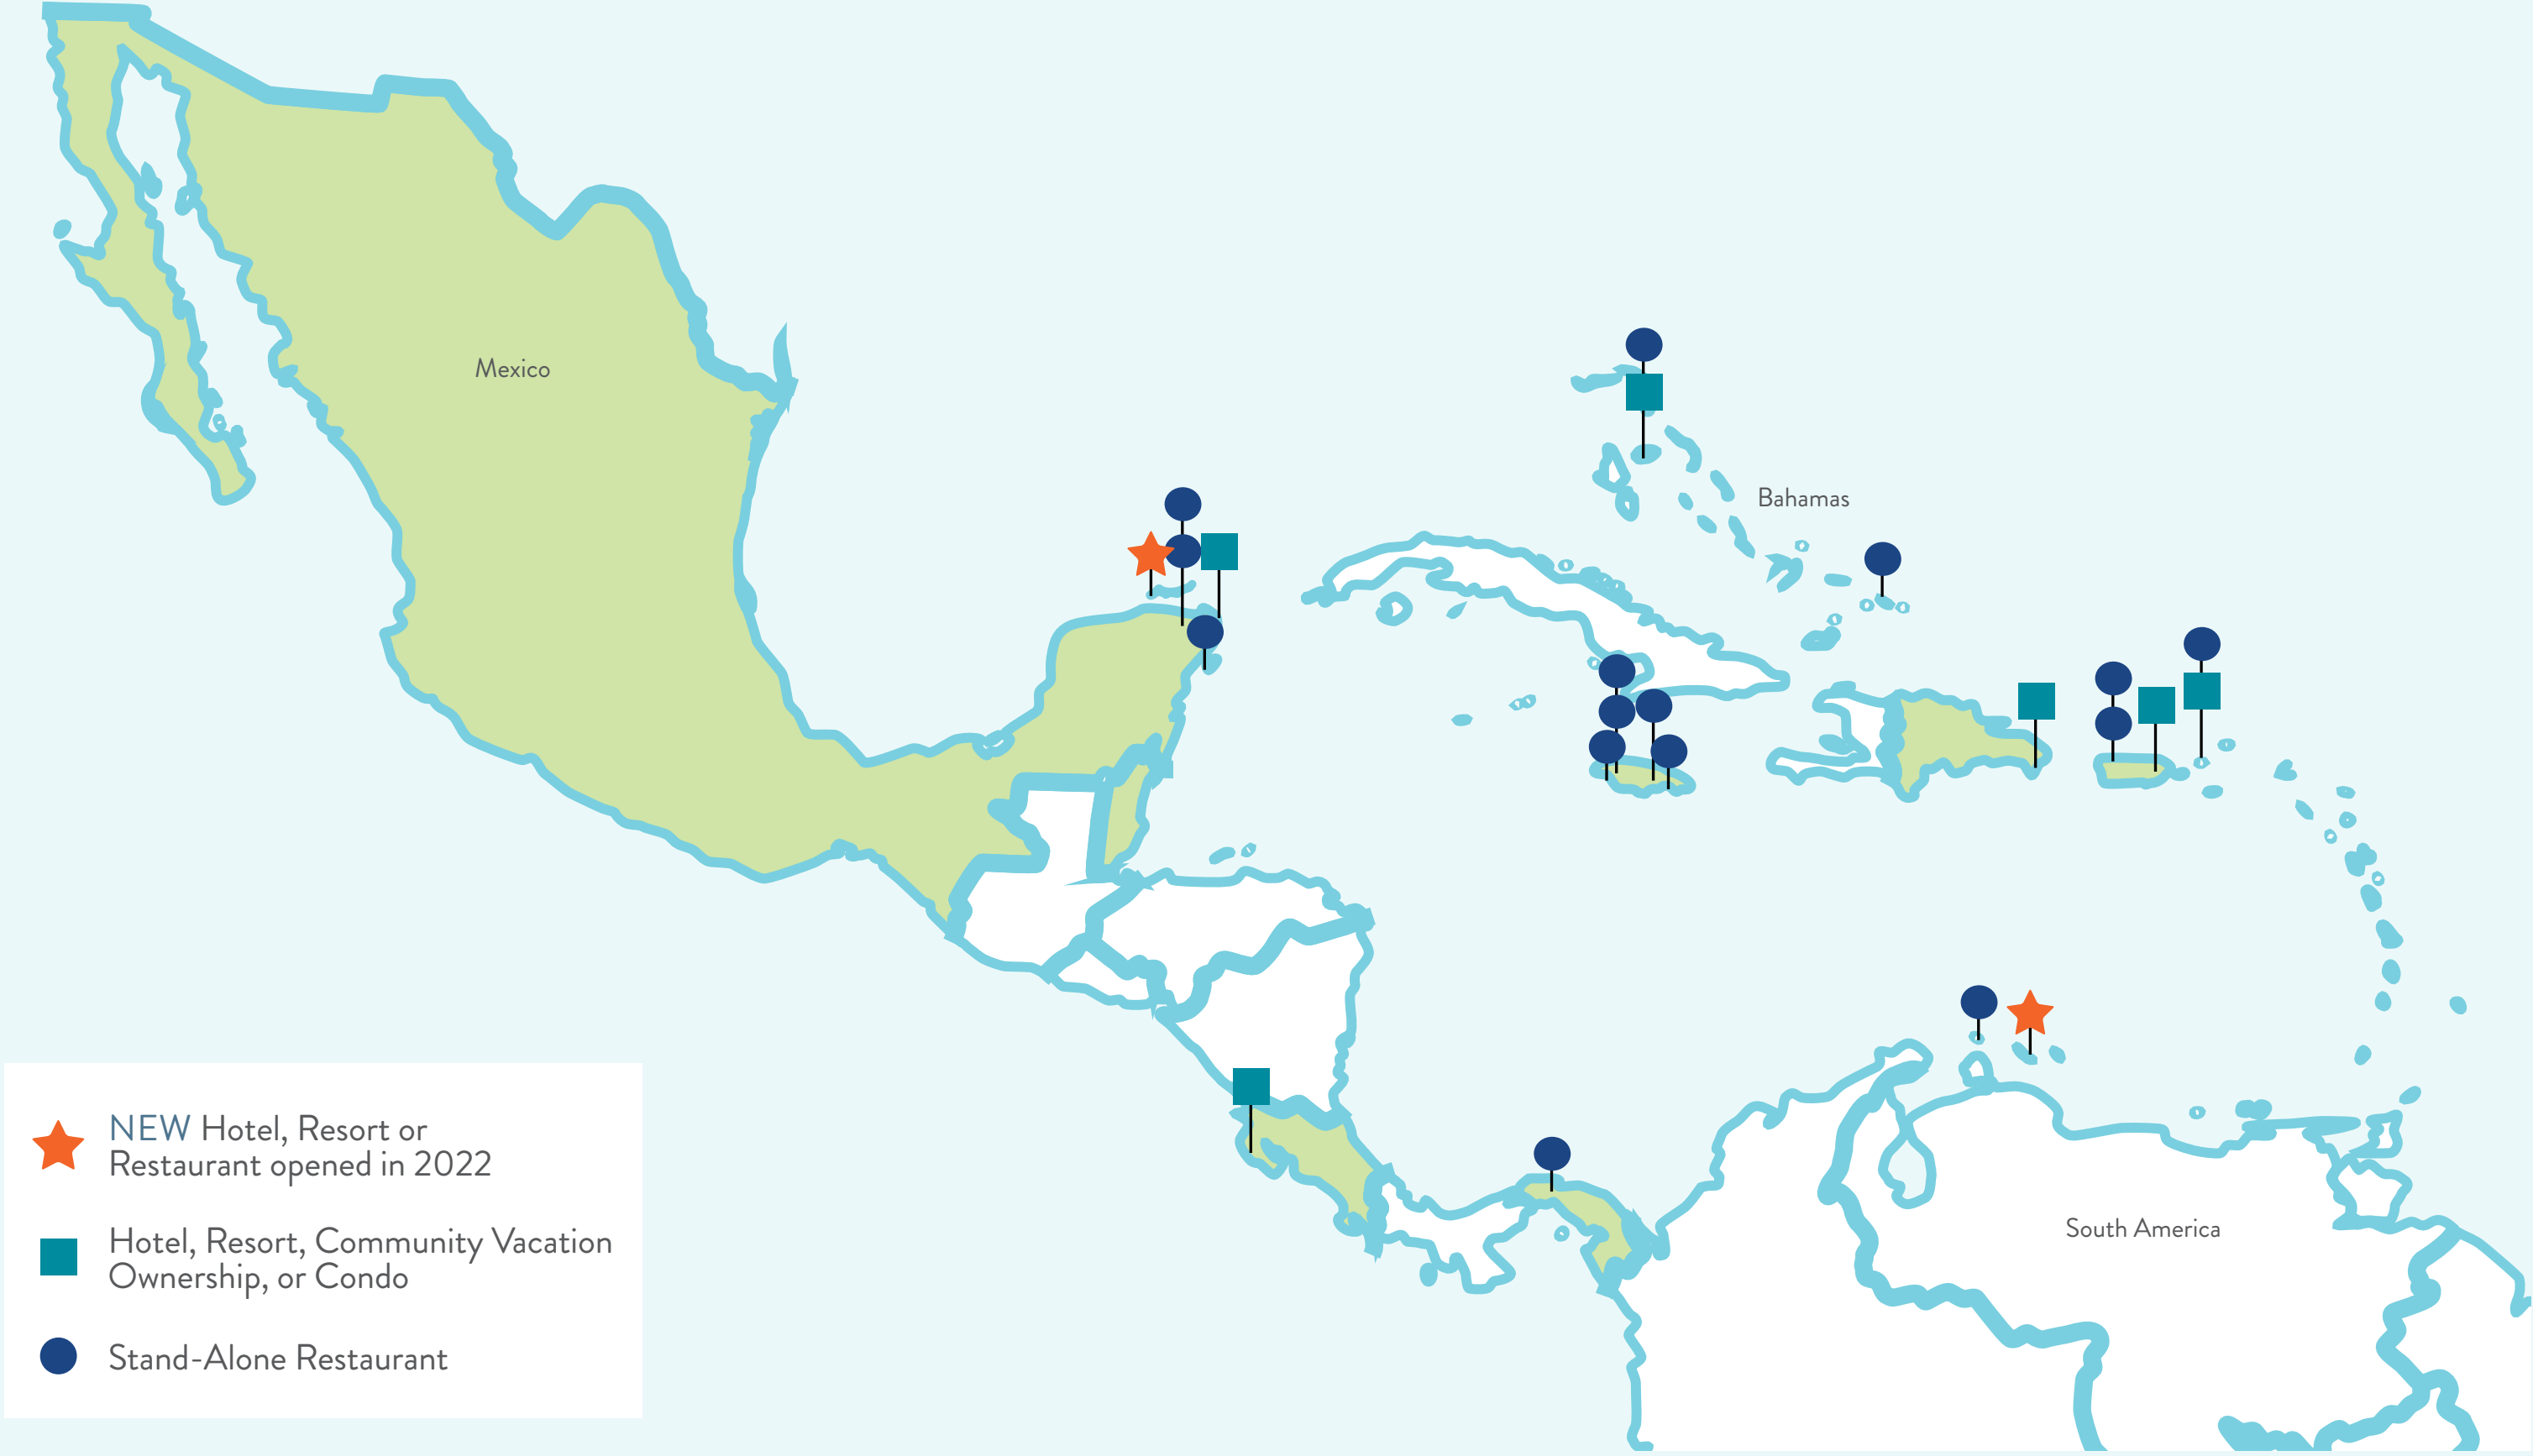 Mexico
Bahamas
South America
NEW Hotel, Resort or
Restaurant opened in 2022
Hotel, Resort, Community Vacation
Ownership, or Condo
Stand-Alone Restaurant